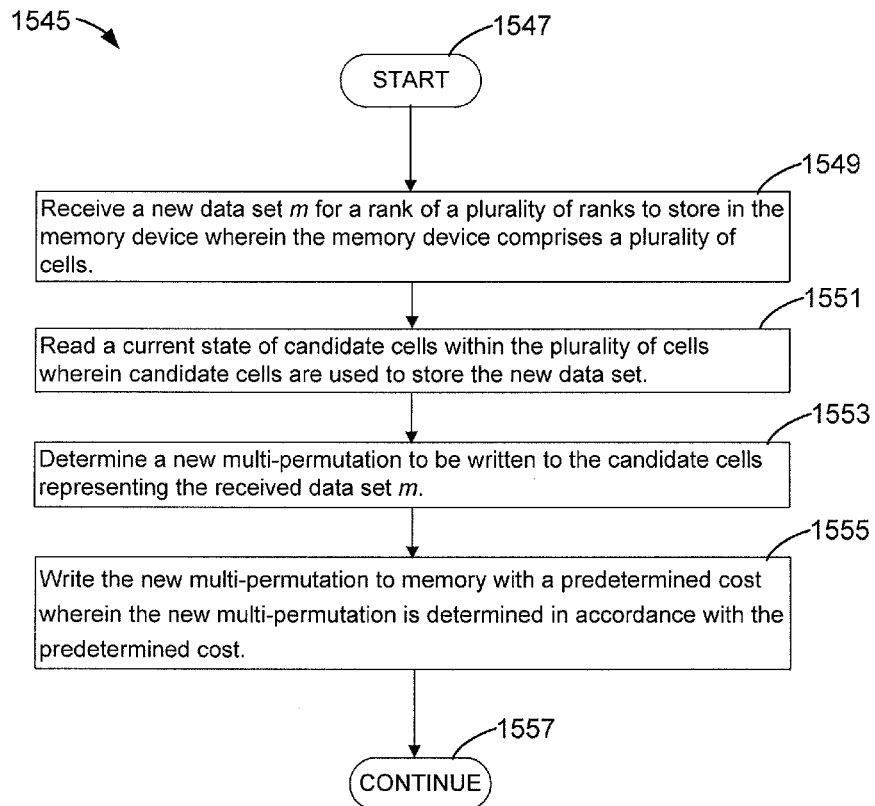 1545
1547
START
1549
Receive a new data set m for a rank of a plurality of ranks to store in the
memory device wherein the memory device comprises a plurality of
cells.
1551
Read a current state of candidate cells within the plurality of cells
wherein candidate cells are used to store the new data set.
1553
Determine a new multi-permutation to be written to the candidate cells
representing the received data set m.
1555
Write the new multi-permutation to memory with a predetermined cost
wherein the new multi-permutation is determined in accordance with the
predetermined cost.
1557
CONTINUE